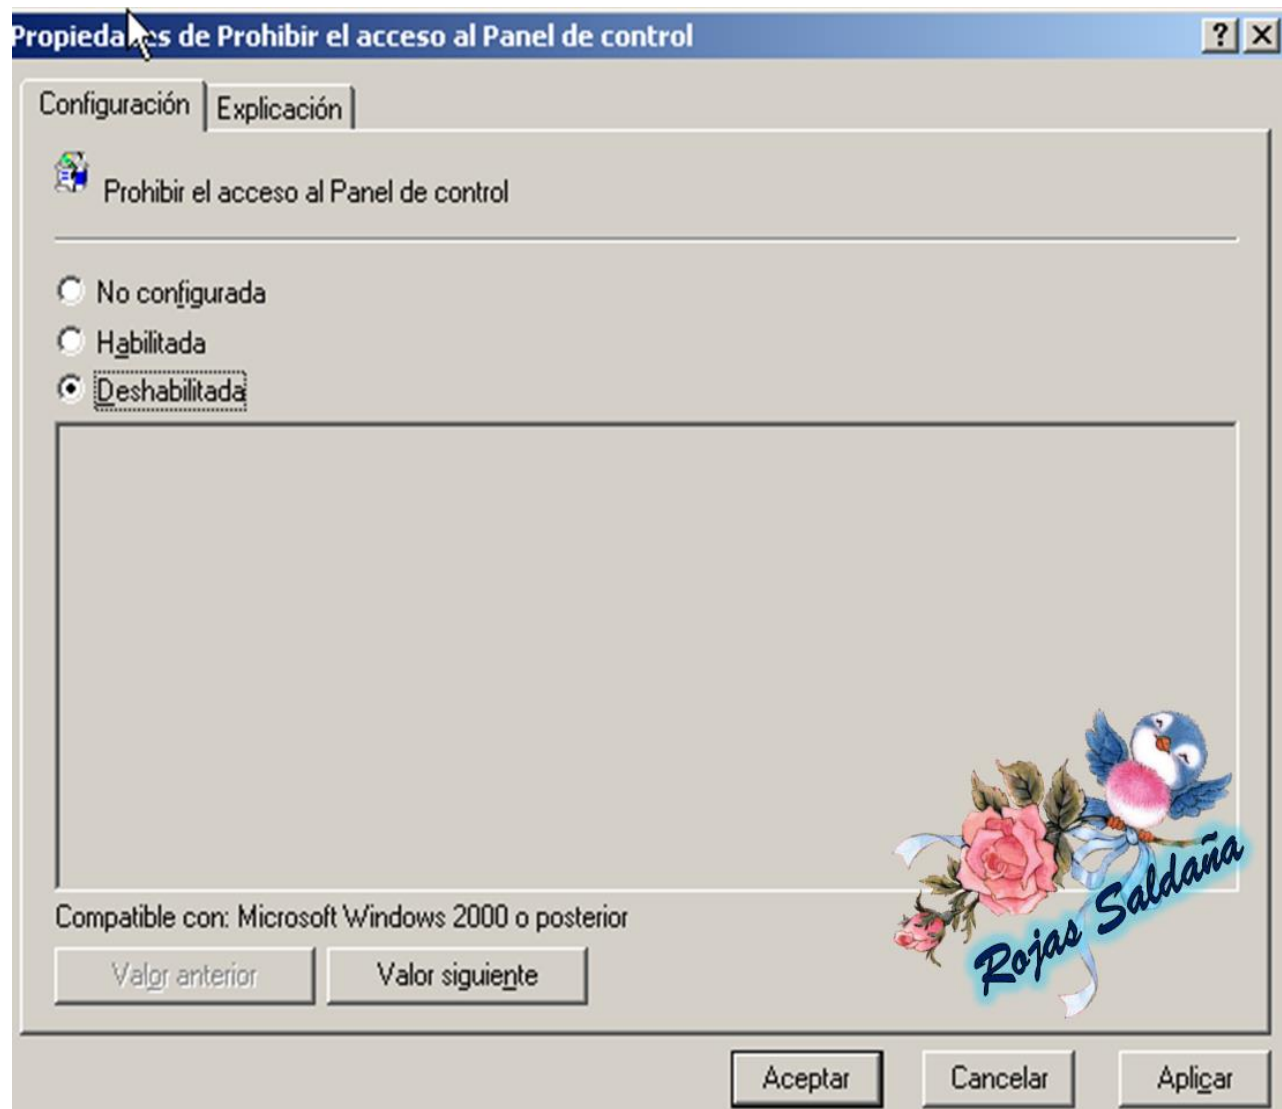 Propiedades de Prohibir el acceso al Panel de control
Configuración
Explicación
Prohibir el acceso al Panel de control
No configurada
Habilitada
Deshabilitada
Compatible con: Microsoft Windows 2000 o posterior
Valor anterior
Valor siguiente
Rojas Saldaña
Aceptar
Cancelar
Aplicar